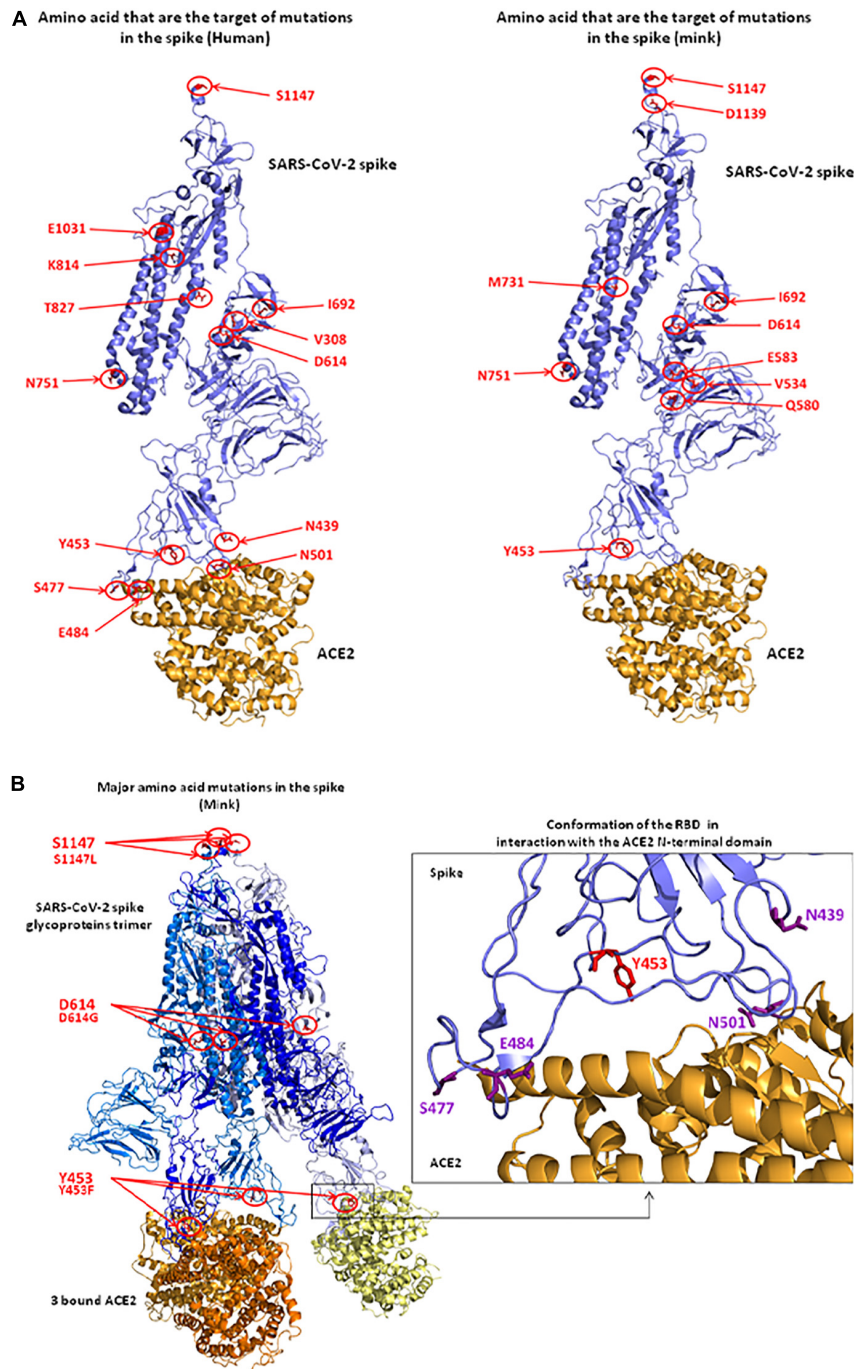 A
Amino acid that are the target of mutations
in the spike (Human)
S1147
SARS-CoV-2 spike
E1031
K814
T827
I692
V308
D614
N751
N439
Y453
N501
S477
E484
ACE2
Amino acid that are the target of mutations
in the spike (mink)
S1147
D1139
SARS-CoV-2 spike
M731
I692
D614
E583
N751
V534
Q580
Y453
ACE2
B
Major amino acid mutations in the spike
(Mink)
S1147
S1147L
SARS-CoV-2 spike
glycoproteins trimer
D614
D614G
Y453
Y453F
3 bound ACE2
Conformation of the RBD in
interaction with the ACE2 N-terminal domain
Spike
N439
Y453
N501
E484
S477
ACE2